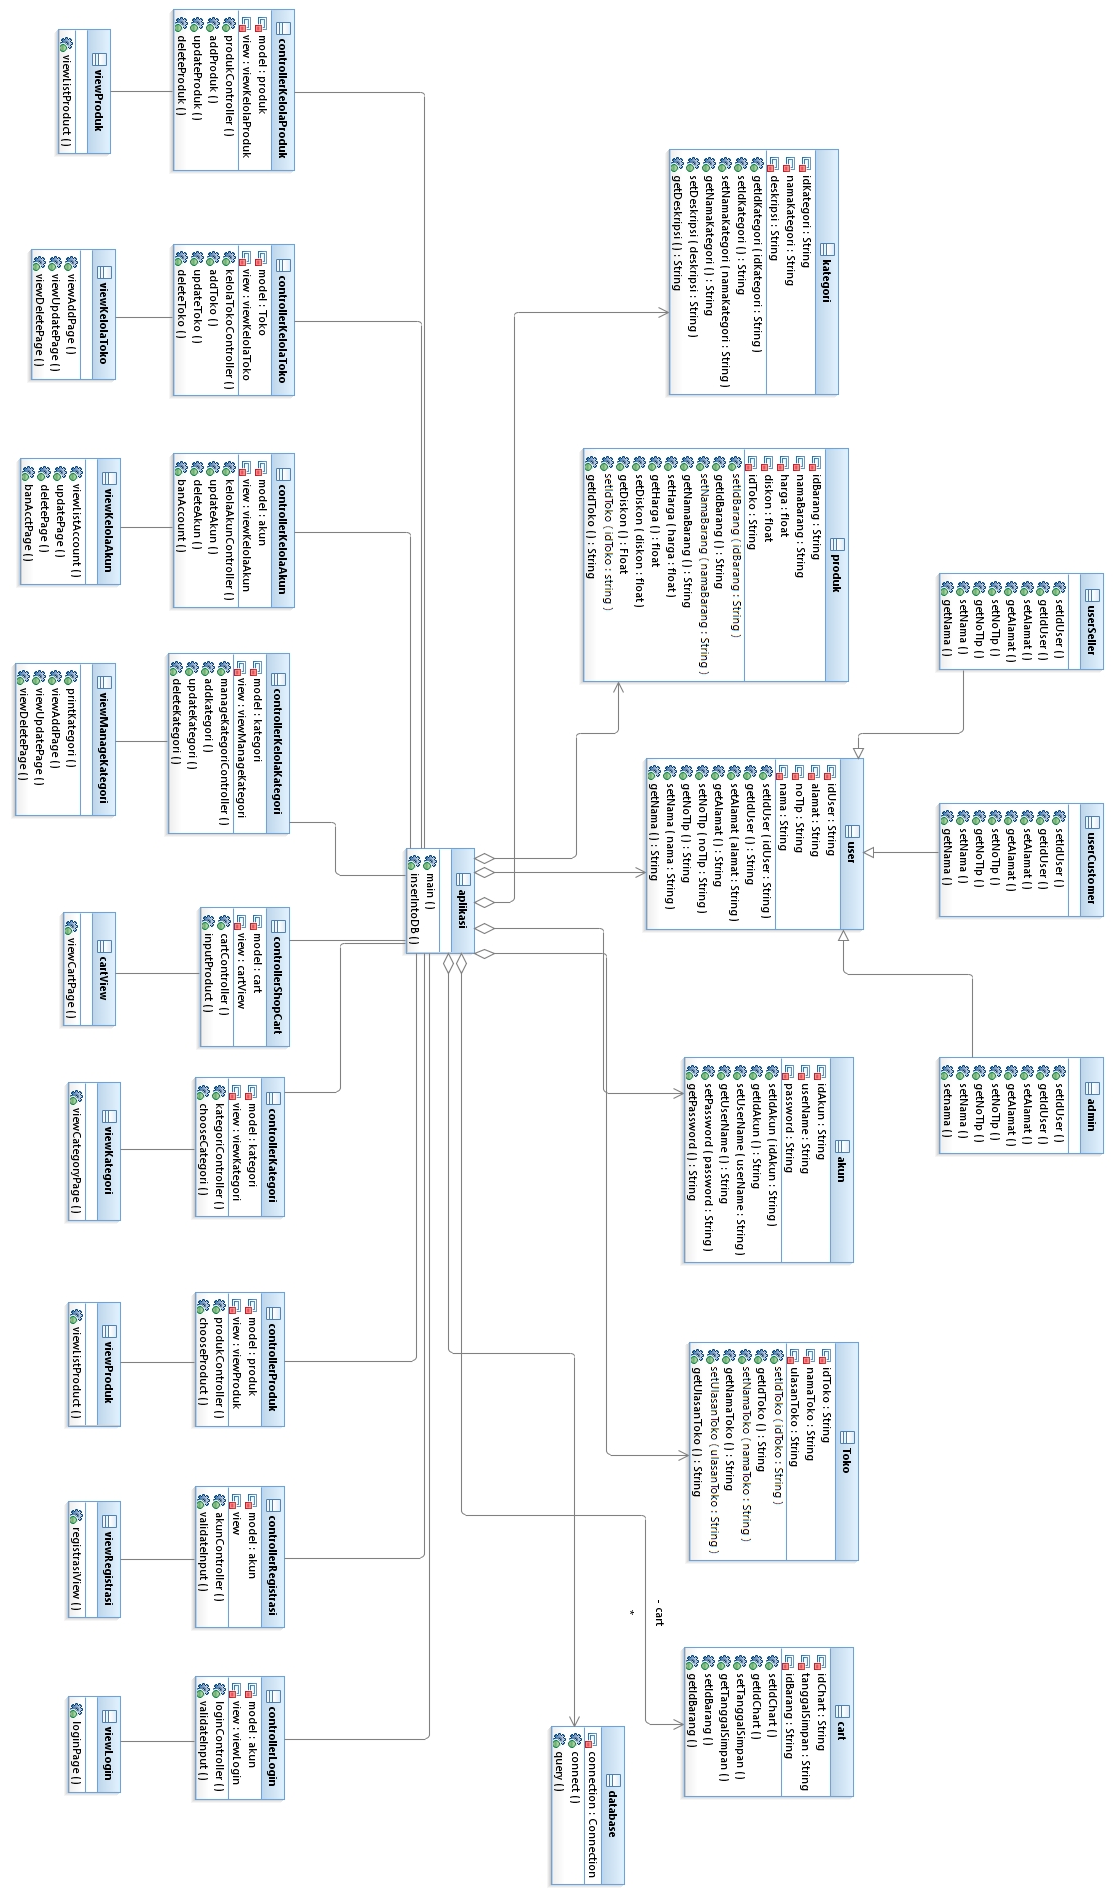 userSeller
setIdUser ( )
getIdUser ( )
setAlamat ( )
getAlamat ( )
setNoTlp ( )
getNoTlp ( )
setNama ( )
getNama ( )
userCustomer
setIdUser ( )
getIdUser ( )
setAlamat ( )
getAlamat ( )
setNoTlp ( )
getNoTlp ( )
setNama ( )
getNama ( )
admin
setIdUser ( )
getIdUser ( )
setAlamat ( )
getAlamat ( )
setNoTlp ( )
getNoTlp ( )
setNama ( )
setnama ( )
kategori
idKategori : String
namaKategori : String
deskripsi : String
getIdKategori ( idKategori : String )
setIdKategori ( ) : String
setNamaKategori ( namaKategori : String )
getNamaKategori ( ) : String
setDeskripsi ( deskripsi : String )
getDeskripsi ( ) : String
produk
idBarang : String
namaBarang : String
harga : float
diskon : float
idToko : String
setIdBarang ( idBarang : String )
getIdBarang ( ) : String
setNamaBarang ( namaBarang : String )
getNamaBarang ( ) : String
setHarga ( harga : float )
getHarga ( ) : float
setDiskon ( diskon : float )
getDiskon ( ) : Float
setIdToko ( idToko : string )
getIdToko ( ) : String
user
idUser : String
alamat : String
noTlp : String
nama : String
setIdUser ( idUser : String )
getIdUser ( ) : String
setAlamat ( alamat : String )
getAlamat ( ) : String
setNoTlp ( noTlp : String )
getNoTlp ( ) : String
setNama ( nama : String )
getNama ( ) : String
akun
idAkun : String
userName : String
password : String
setIdAkun ( idAkun : String )
getIdAkun ( ) : String
setUserName ( userName : String )
getUserName ( ) : String
setPassword ( password : String )
getPassword ( ) : String
Toko
idToko : String
namaToko : String
ulasanToko : String
setIdToko ( idToko : String )
getIdToko ( ) : String
setNamaToko ( namaToko : String )
getNamaToko ( ) : String
setUlasanToko ( ulasanToko : String )
getUlasanToko ( ) : String
cart
idChart : String
tanggalSimpan : String
idBarang : String
setIdChart ( )
getIdChart ( )
setTanggalSimpan ( )
getTanggalSimpan ( )
setIdBarang ( )
getIdBarang ( )
- cart
*
database
connection : Connection
connect ( )
query ( )
aplikasi
main ( )
inserIntoDB ( )
controllerKelolaProduk
model : produk
view : viewKelolaProduk
produkController ( )
addProduk ( )
updateProduk ( )
deleteProduk ( )
controllerKelolaToko
model : Toko
view : viewKelolaToko
kelolaTokoController ( )
addToko ( )
updateToko ( )
deleteToko ( )
controllerKelolaAkun
model : akun
view : viewKelolaAkun
kelolaAkunController ( )
updateAkun ( )
deleteAkun ( )
banAccount ( )
controllerKelolaKategori
model : kategori
view : viewManageKategori
manageKategoriController ( )
addkategori ( )
updateKategori ( )
deleteKategori ( )
controllerShopCart
model : cart
view : cartView
cartController ( )
inputProduct ( )
controllerKategori
model : kategori
view : viewKategori
kategoriController ( )
chooseCategori ( )
controllerProduk
model : produk
view : viewProduk
produkController ( )
chooseProduct ( )
controllerRegistrasi
model : akun
view
akunController ( )
validateInput ( )
controllerLogin
model : akun
view : viewLogin
loginController ( )
validateInput ( )
viewProduk
viewListProduct ( )
viewKelolaToko
viewAddPage ( )
viewUpdatePage ( )
viewDeletePage ( )
viewKelolaAkun
viewListAccount ( )
updatePage ( )
deletePage ( )
banAcctPage ( )
viewManageKategori
printKategori ( )
viewAddPage ( )
viewUpdatePage ( )
viewDeletePage ( )
cartView
viewCartPage ( )
viewKategori
viewCategoryPage ( )
viewProduk
viewListProduct ( )
viewRegistrasi
registrasiView ( )
viewLogin
loginPage ( )